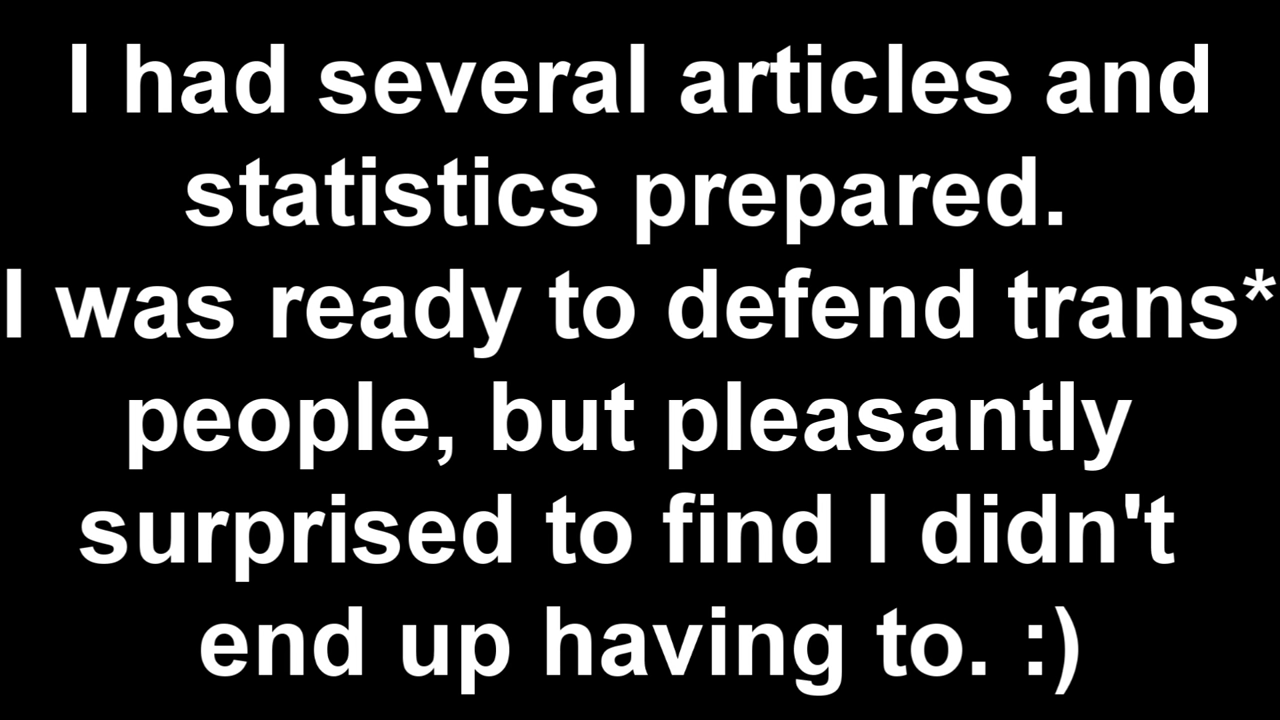 I had several articles and
statistics prepared.
I was ready to defend trans*
people, but pleasantly
surprised to find I didn't
end up having to. :)